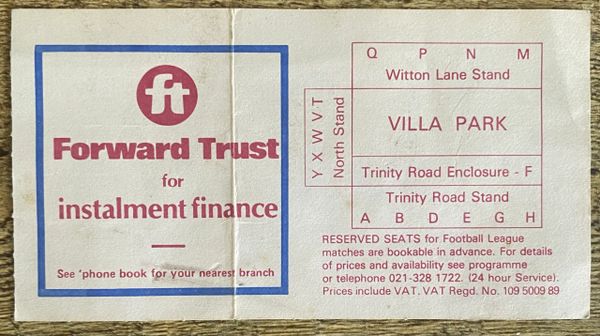 ft
Forward Trust
for
instalment finance
See 'phone book for your nearest branch
Q P N M
Witton Lane Stand
Y X W V T
North Stand
VILLA PARK
Trinity Road Enclosure - F
Trinity Road Stand
A B D E G H
RESERVED SEATS for Football League
matches are bookable in advance. For details
of prices and availability see programme
or telephone 021-328 1722. (24 hour Service).
Prices include VAT. VAT Regd. No. 109 5009 89